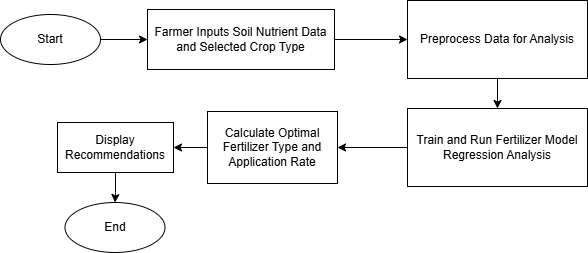 Start
Farmer Inputs Soil Nutrient Data
and Selected Crop Type
Preprocess Data for Analysis
Train and Run Fertilizer Model
Regression Analysis
Calculate Optimal
Fertilizer Type and
Application Rate
Display
Recommendations
End